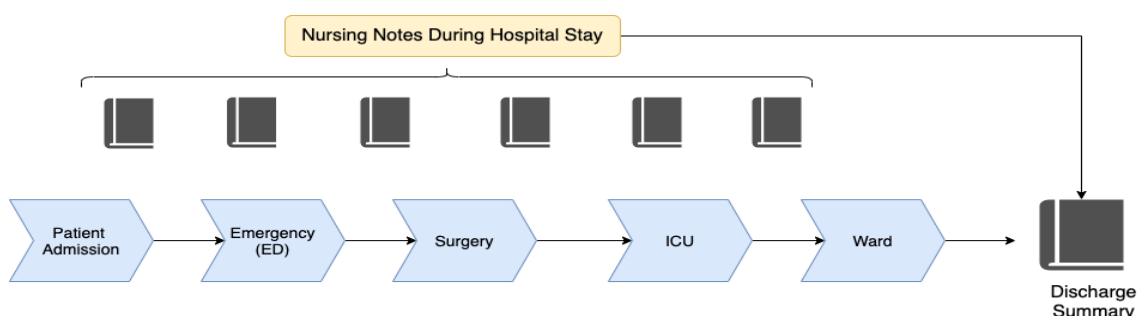 Nursing Notes During Hospital Stay
Patient
Admission
Emergency
(ED)
Surgery
ICU
Ward
Discharge
Summary